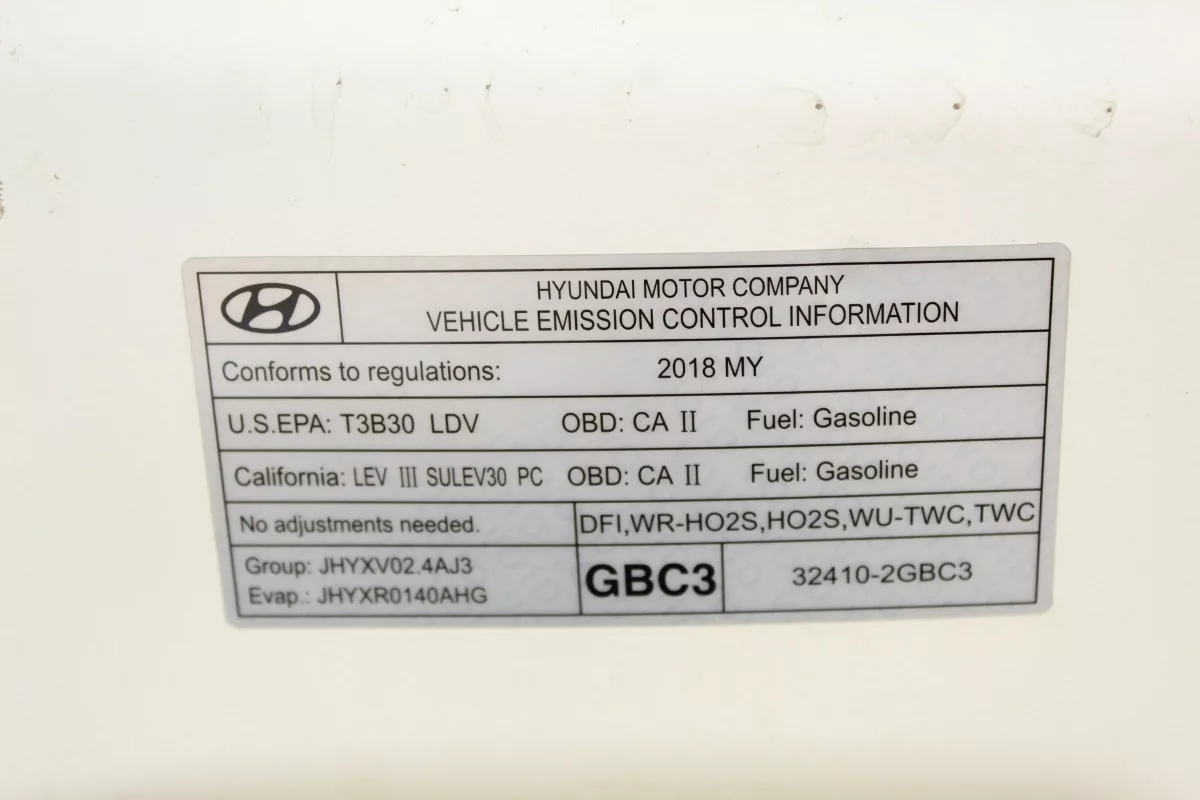 HYUNDAI MOTOR COMPANY
VEHICLE EMISSION CONTROL INFORMATION
Conforms to regulations: 2018 MY
U.S.EPA: T3B30 LDV OBD: CA II Fuel: Gasoline
California: LEV III SULEV30 PC OBD: CA II Fuel: Gasoline
No adjustments needed. DFI,WR-HO2S,HO2S,WU-TWC,TWC
Group: JHYXV02.4AJ3
Evap.: JHYXR0140AHG
GBC3
32410-2GBC3